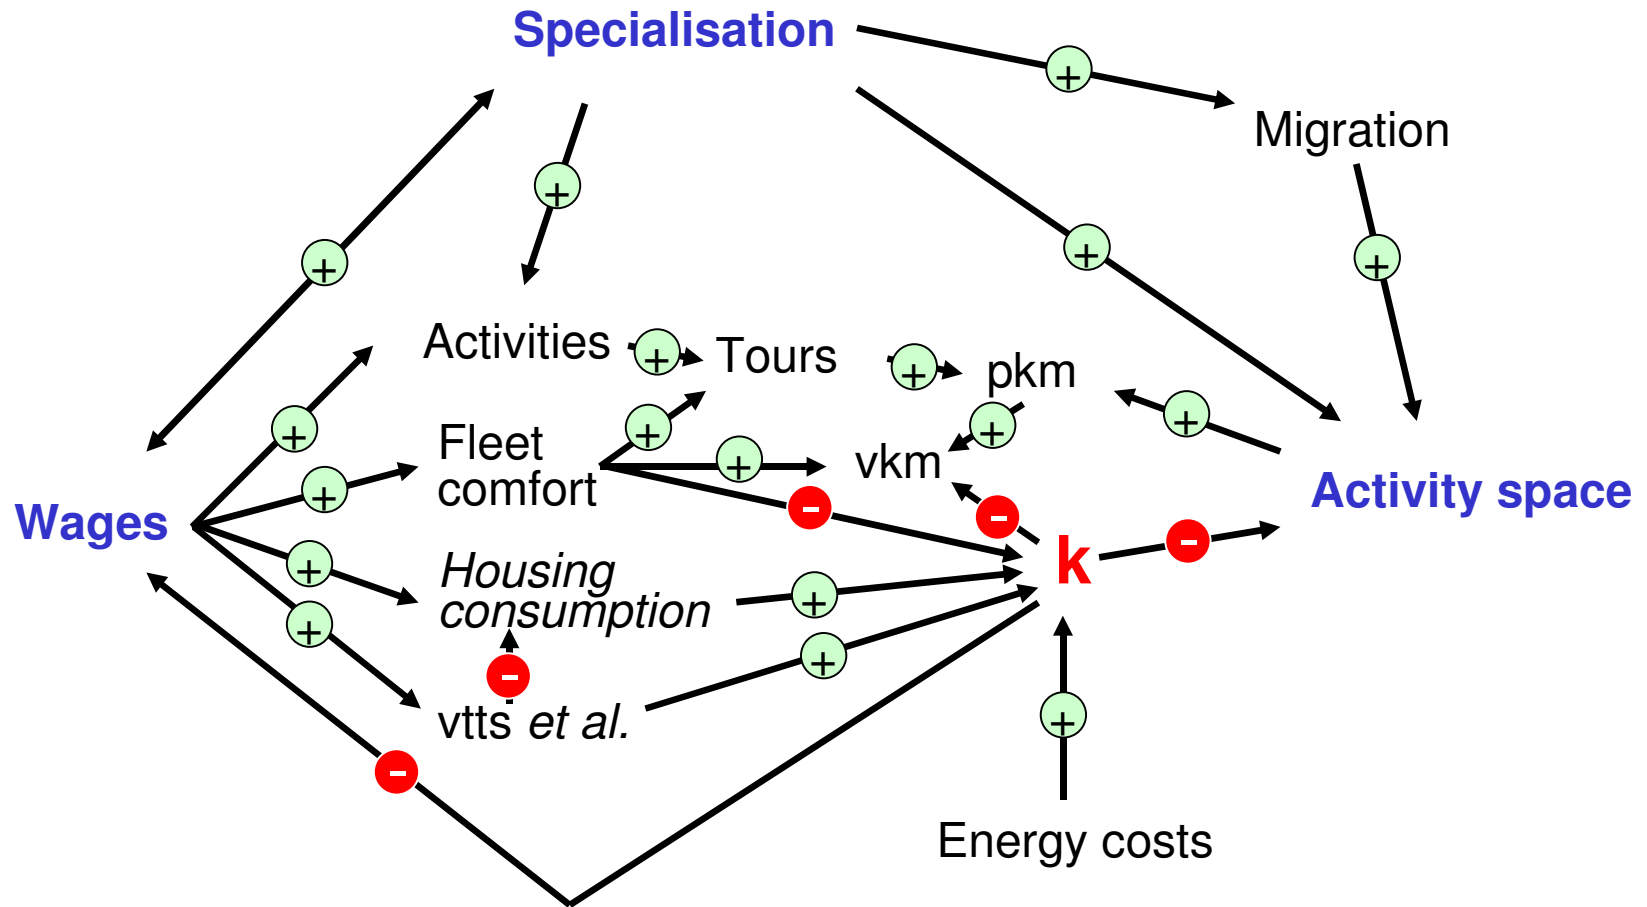 Specialisation
+
Migration
+
+
+
+
Activities
+
Tours
+
pkm
+
+
Fleet
comfort
+
+
+
vkm
+
Wages
-
-
k
-
Activity space
+
Housing
consumption
+
+
-
vtts et al.
+
-
+
Energy costs